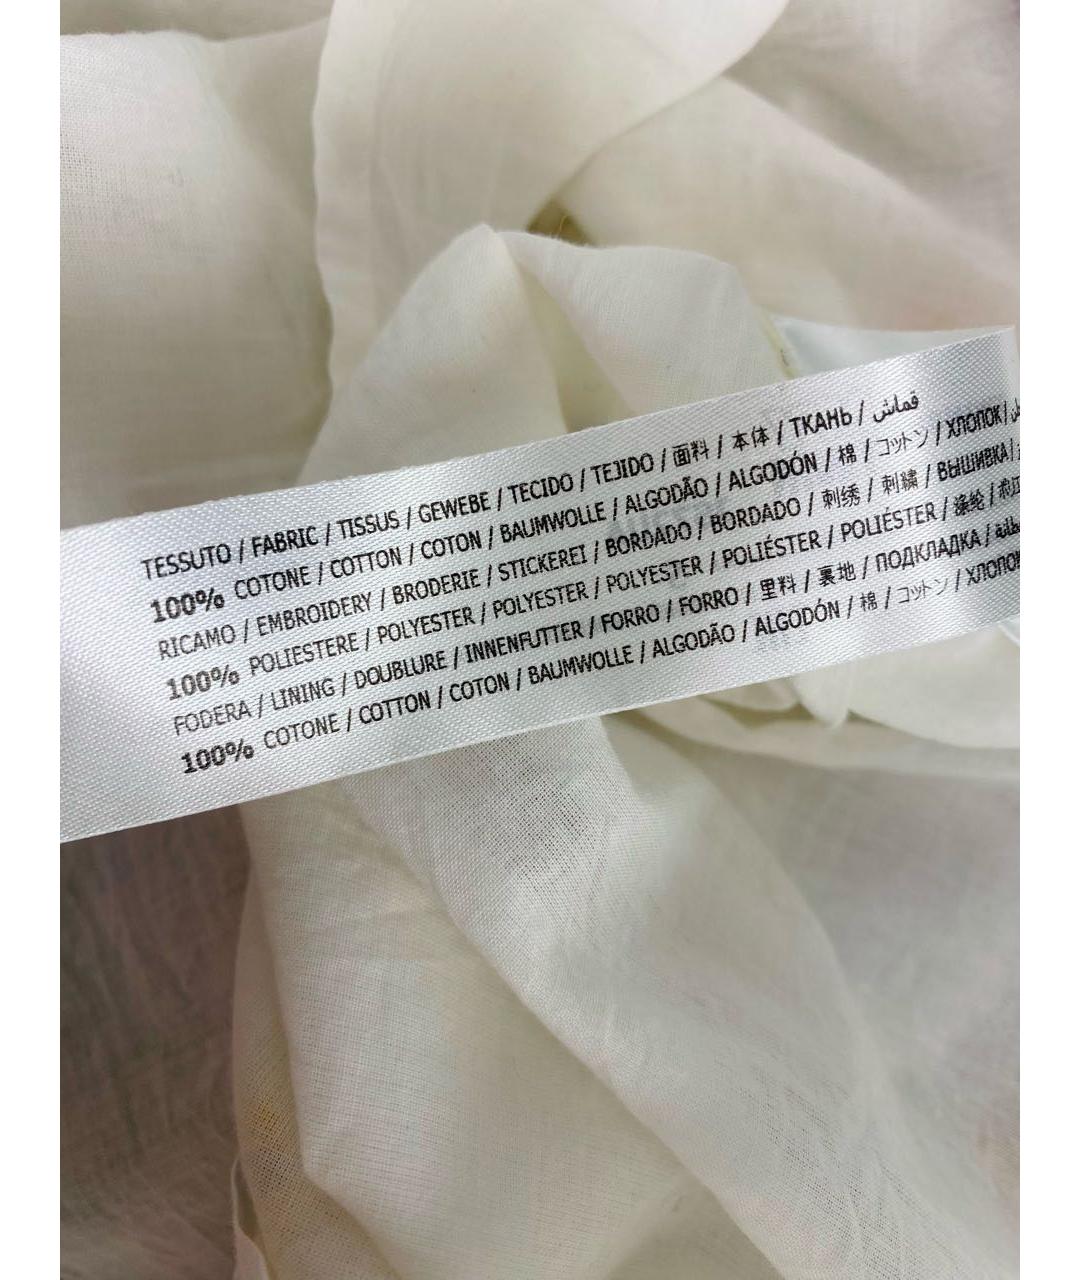 TESSUTO / FABRIC / TISSUS / GEWEBE / TECIDO / TEJIDO / 面料 / 本体 / ТКАНЬ / قماش
100% COTONE / COTTON / COTON / BAUMWOLLE / ALGODÃO / ALGODÓN / 棉 / コットン / ХЛОПОК /
RICAMO / EMBROIDERY / BRODERIE / STICKEREI / BORDADO / BORDADO / 刺绣 / 刺繍 / ВЫШИВКА /
100% POLIESTERE / POLYESTER / POLYESTER / POLYESTER / POLIÉSTER / POLIÉSTER / 涤纶 /
FODERA / LINING / DOUBLURE / INNENFUTTER / FORRO / FORRO / 里料 / 裏地 / ПОДКЛАДКА /
100% COTONE / COTTON / COTON / BAUMWOLLE / ALGODÃO / ALGODÓN / 棉 / コットン / ХЛОПОК